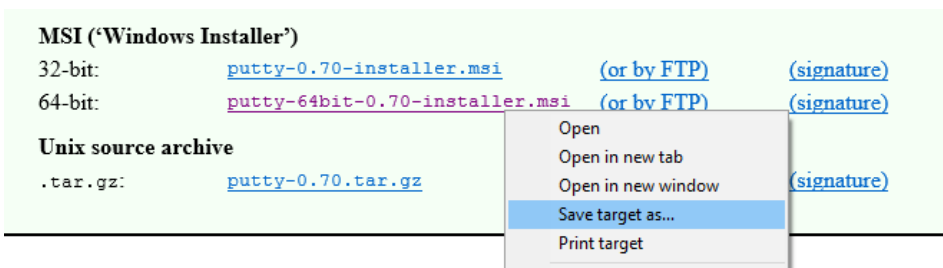 MSI (‘Windows Installer’)
32-bit: putty-0.70-installer.msi (or by FTP) (signature)
64-bit: putty-64bit-0.70-installer.msi (or by FTP) (signature)
Open
Unix source archive
Open in new tab
.tar.gz: putty-0.70.tar.gz Open in new window (signature)
Save target as...
Print target